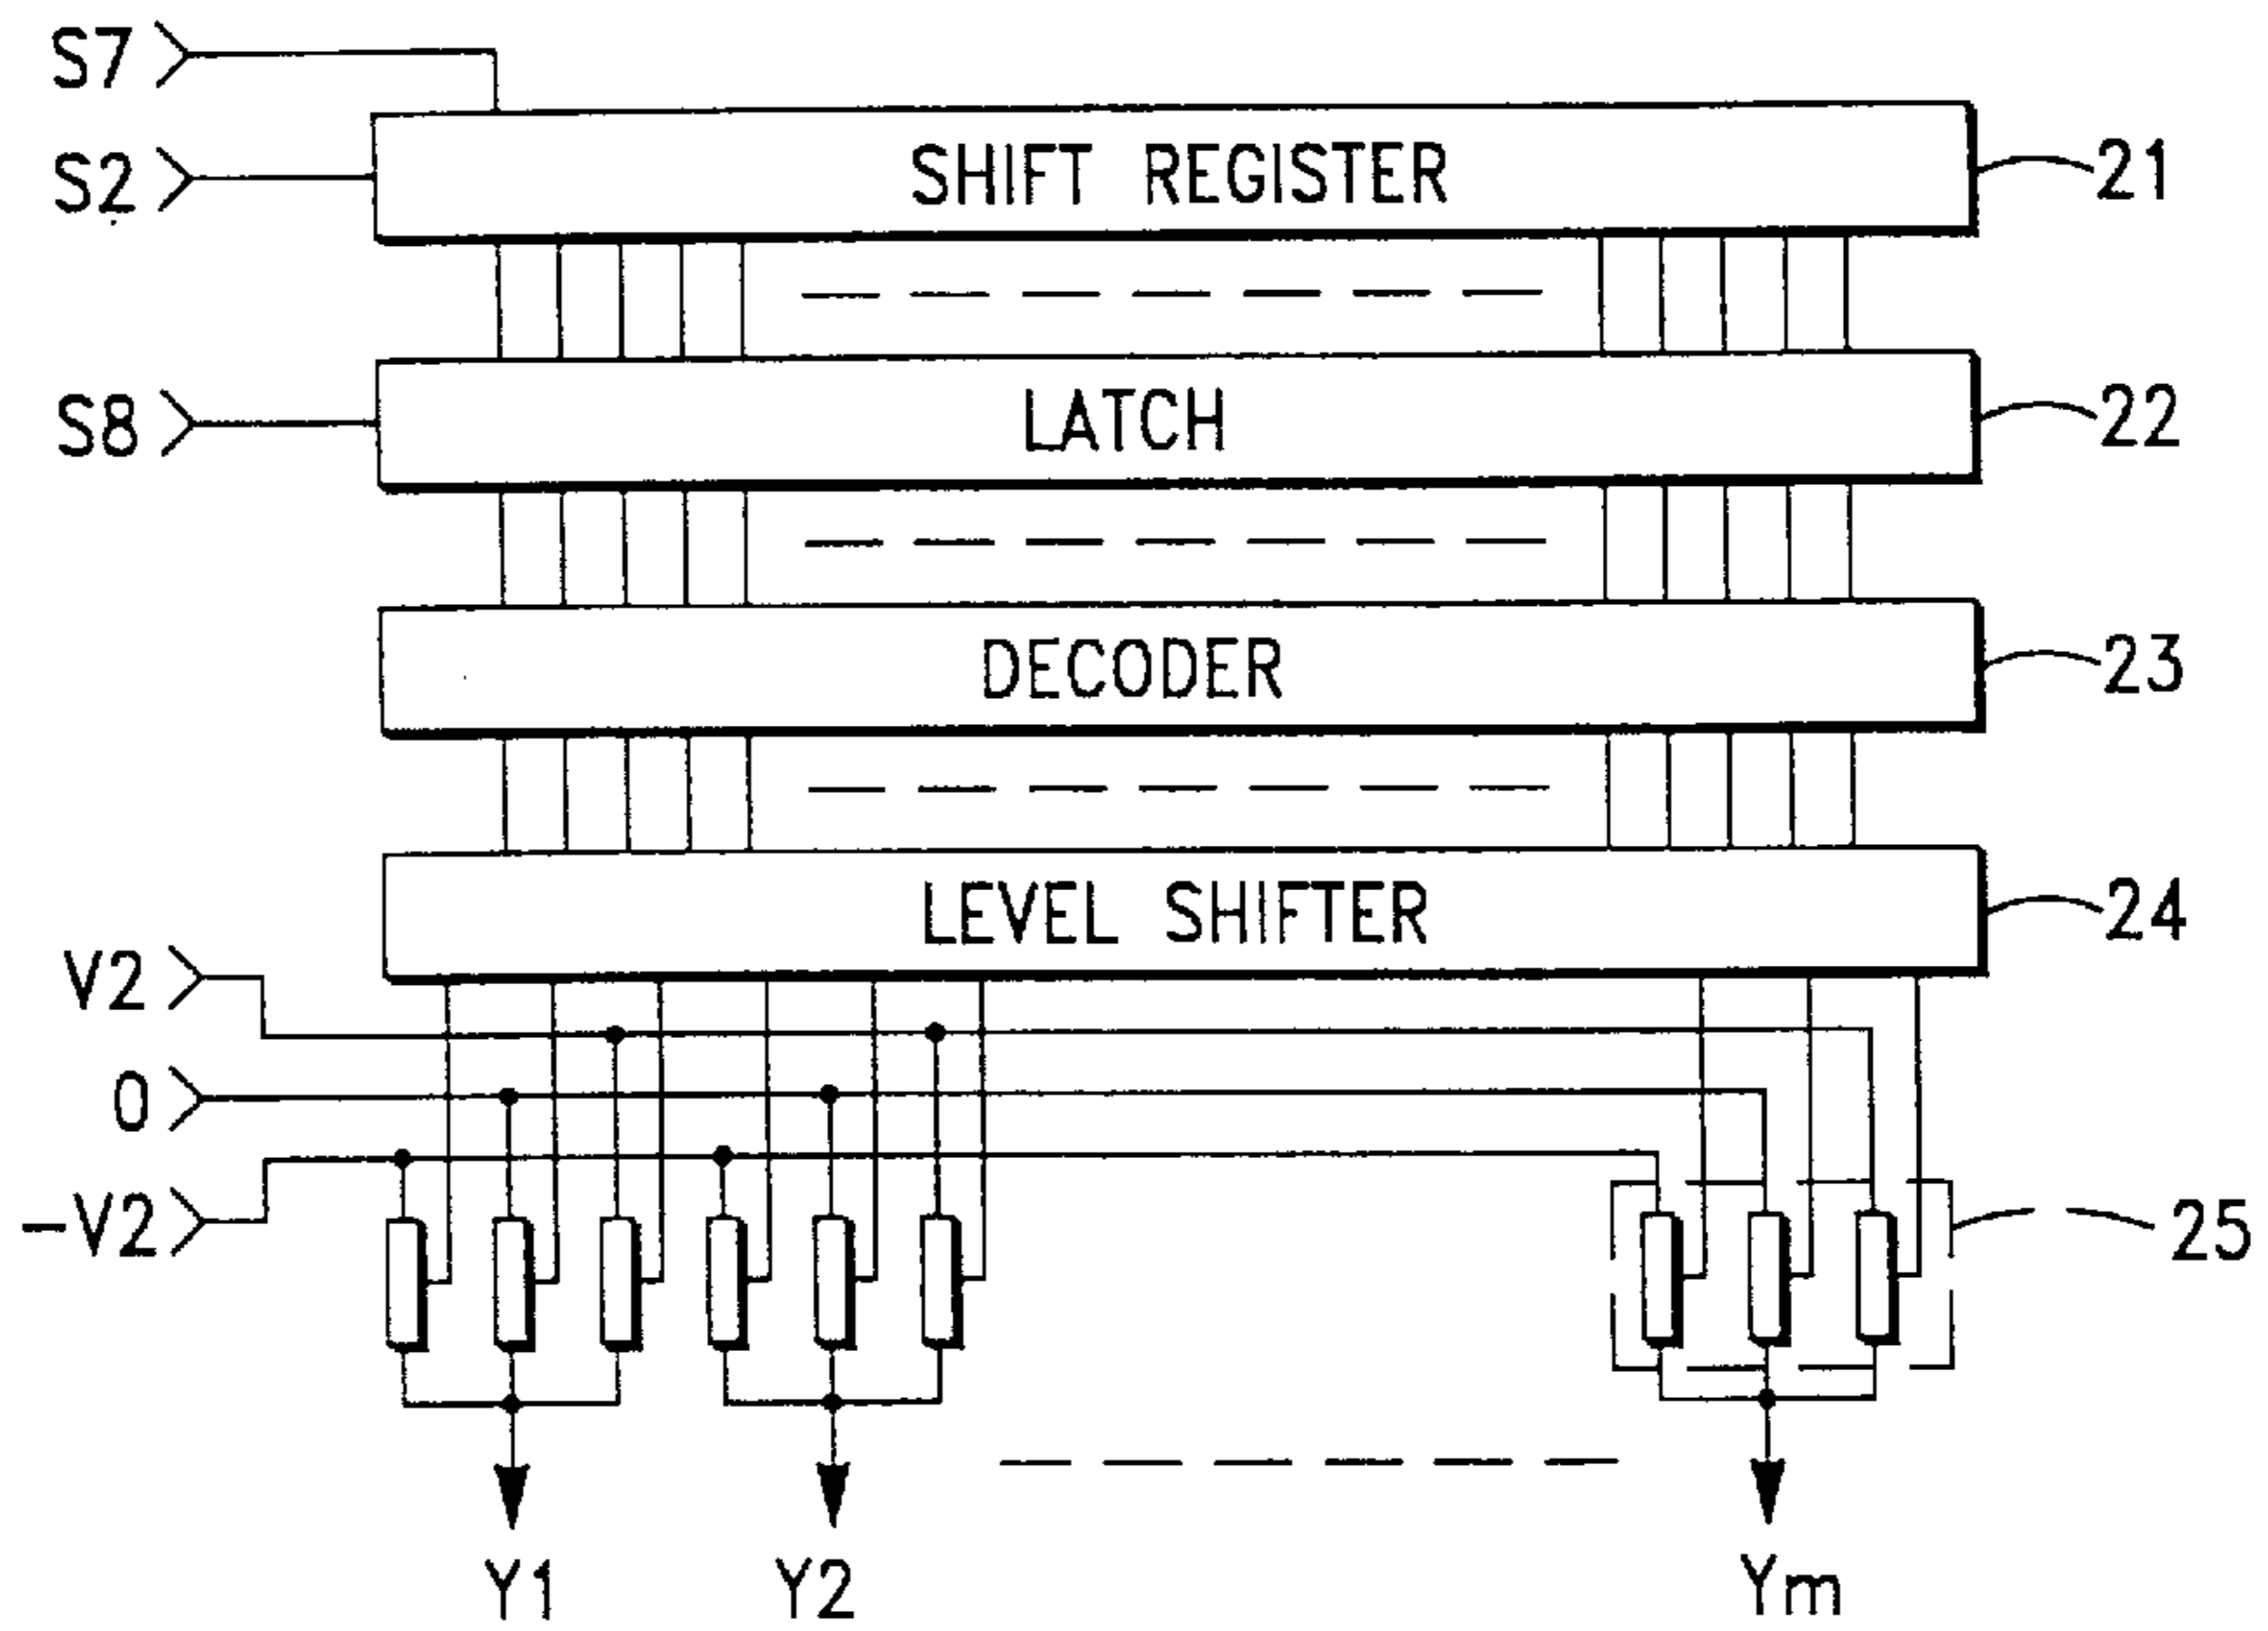 S7
SHIFT REGISTER
21
S2
LATCH
22
S8
DECODER
23
LEVEL SHIFTER
24
V2
0
-V2
25
Y1
Y2
Ym